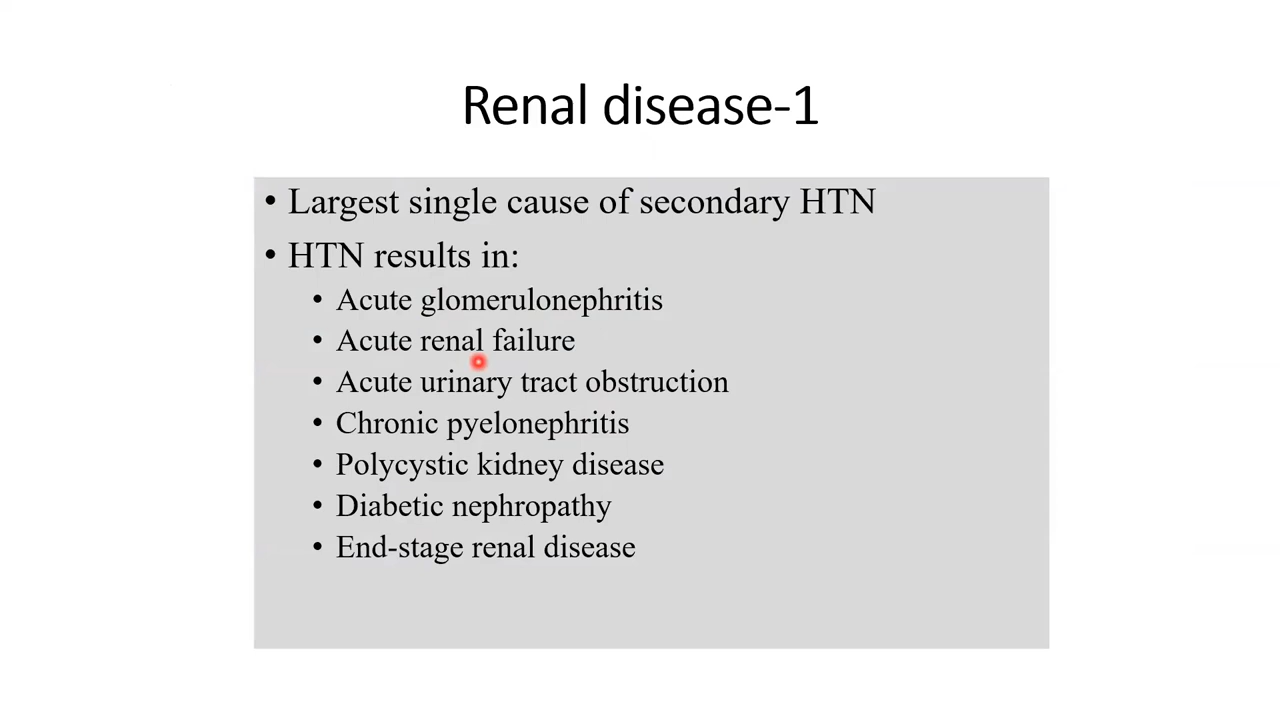 Renal disease-1
• Largest single cause of secondary HTN
• HTN results in:
• Acute glomerulonephritis
• Acute renal failure
• Acute urinary tract obstruction
• Chronic pyelonephritis
• Polycystic kidney disease
• Diabetic nephropathy
• End-stage renal disease